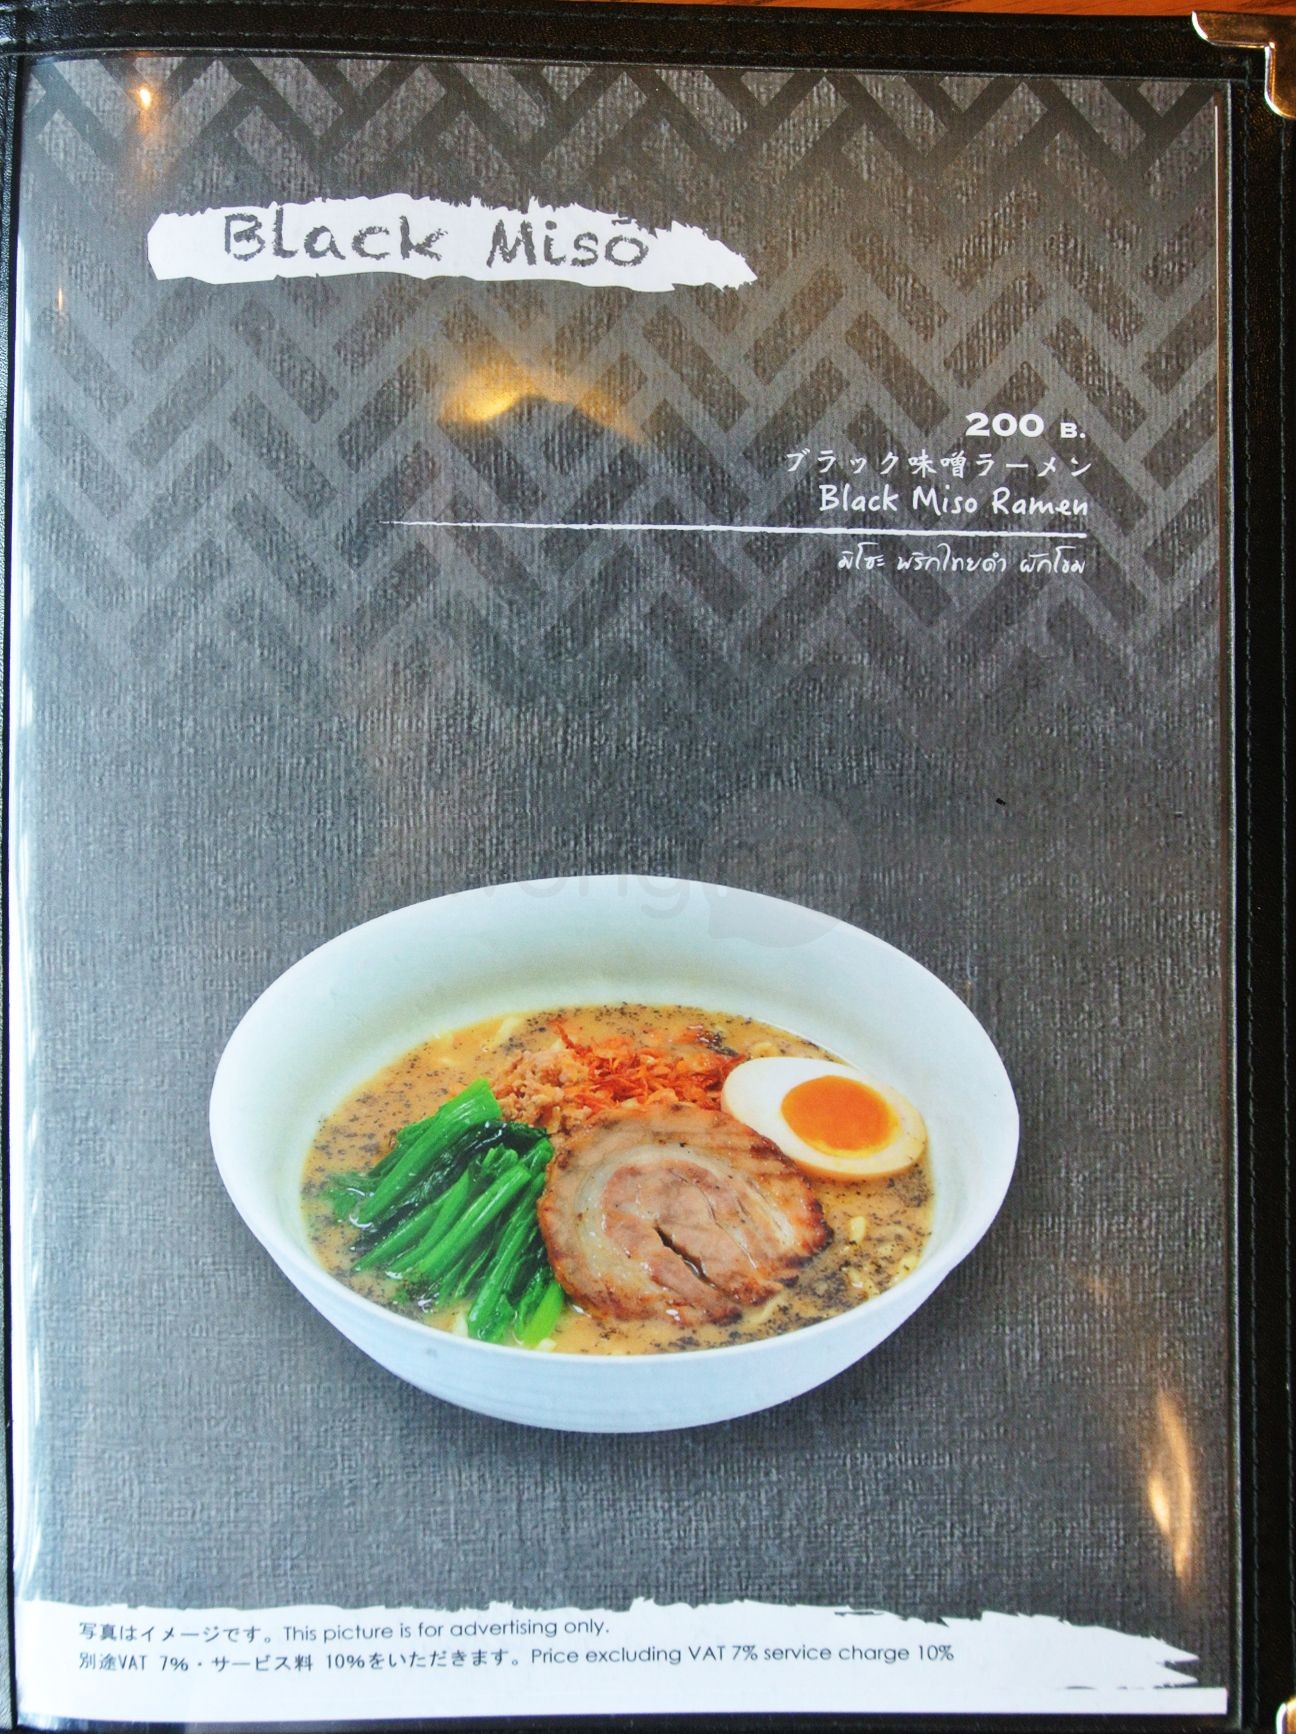 Black Misō
200 B.
ブラック味噌ラーメン
Black Miso Ramen
มิโซะ พริกไทยดำ ผักโขม
wongnai
写真はイメージです。This picture is for advertising only.
別途VAT 7%・サービス料 10%をいただきます。Price excluding VAT 7% service charge 10%